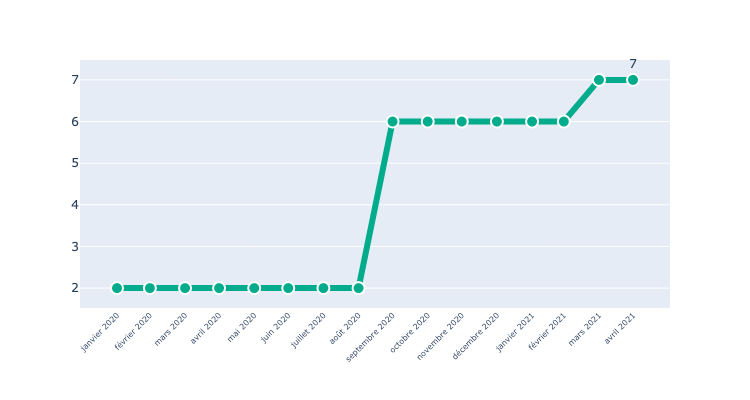 7
7
6
5
4
3
2
janvier 2020
février 2020
mars 2020
avril 2020
mai 2020
juin 2020
juillet 2020
août 2020
septembre 2020
octobre 2020
novembre 2020
décembre 2020
janvier 2021
février 2021
mars 2021
avril 2021